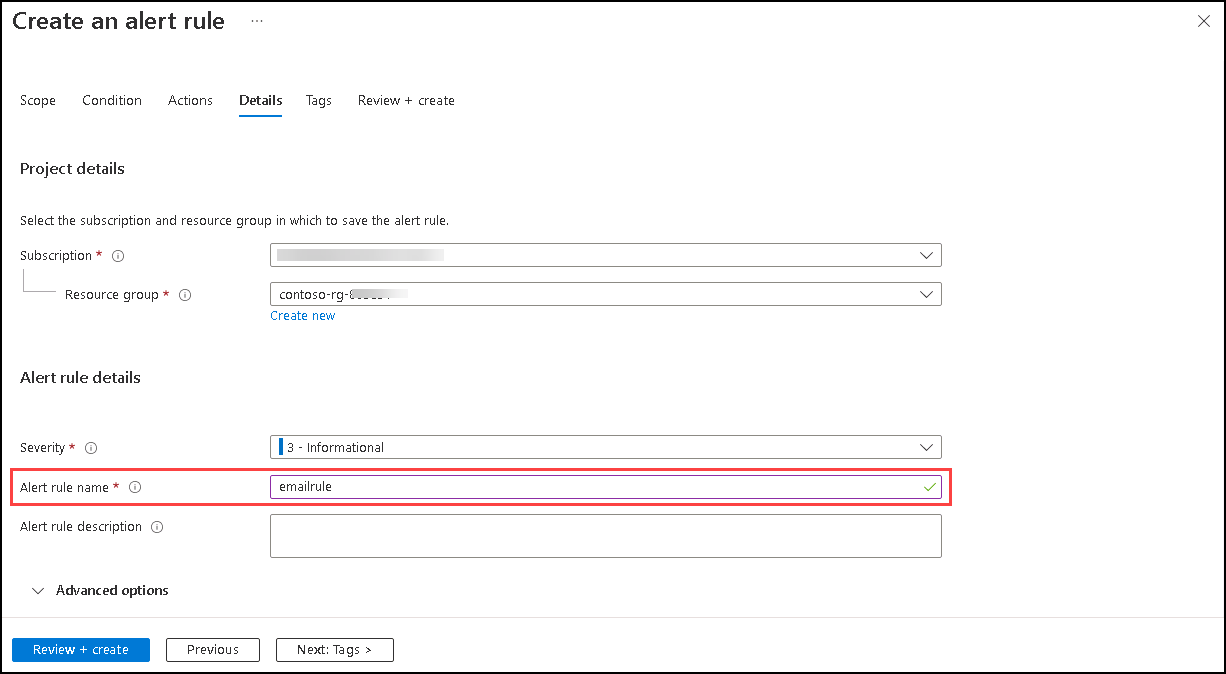 Create an alert rule ...
Scope Condition Actions Details Tags Review + create
Project details
Select the subscription and resource group in which to save the alert rule.
Subscription *
Resource group * contoso-rg-
Create new
Alert rule details
Severity * 3 - Informational
Alert rule name * emailrule
Alert rule description
Advanced options
Review + create Previous Next: Tags >